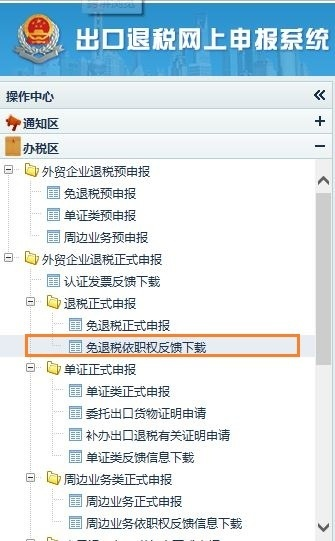 出口退税网上申报系统
操作中心
通知区
办税区
外贸企业退税预申报
免退税预申报
单证类预申报
周边业务预申报
外贸企业退税正式申报
认证发票反馈下载
退税正式申报
免退税正式申报
免退税依职权反馈下载
单证正式申报
单证类正式申报
委托出口货物证明申请
补办出口退税有关证明申请
单证类反馈信息下载
周边业务类正式申报
周边业务正式申报
周边业务依职权反馈信息下载